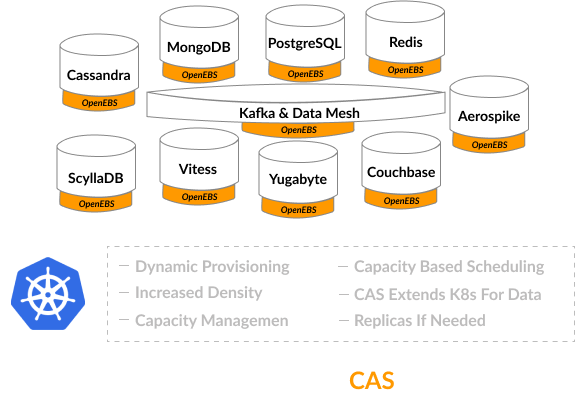 MongoDB
OpenEBS
PostgreSQL
OpenEBS
Redis
OpenEBS
Cassandra
OpenEBS
Kafka & Data Mesh
OpenEBS
Aerospike
OpenEBS
ScyllaDB
OpenEBS
Vitess
OpenEBS
Yugabyte
OpenEBS
Couchbase
OpenEBS
– Dynamic Provisioning
– Increased Density
– Capacity Managemen
– Capacity Based Scheduling
– CAS Extends K8s For Data
– Replicas If Needed
CAS